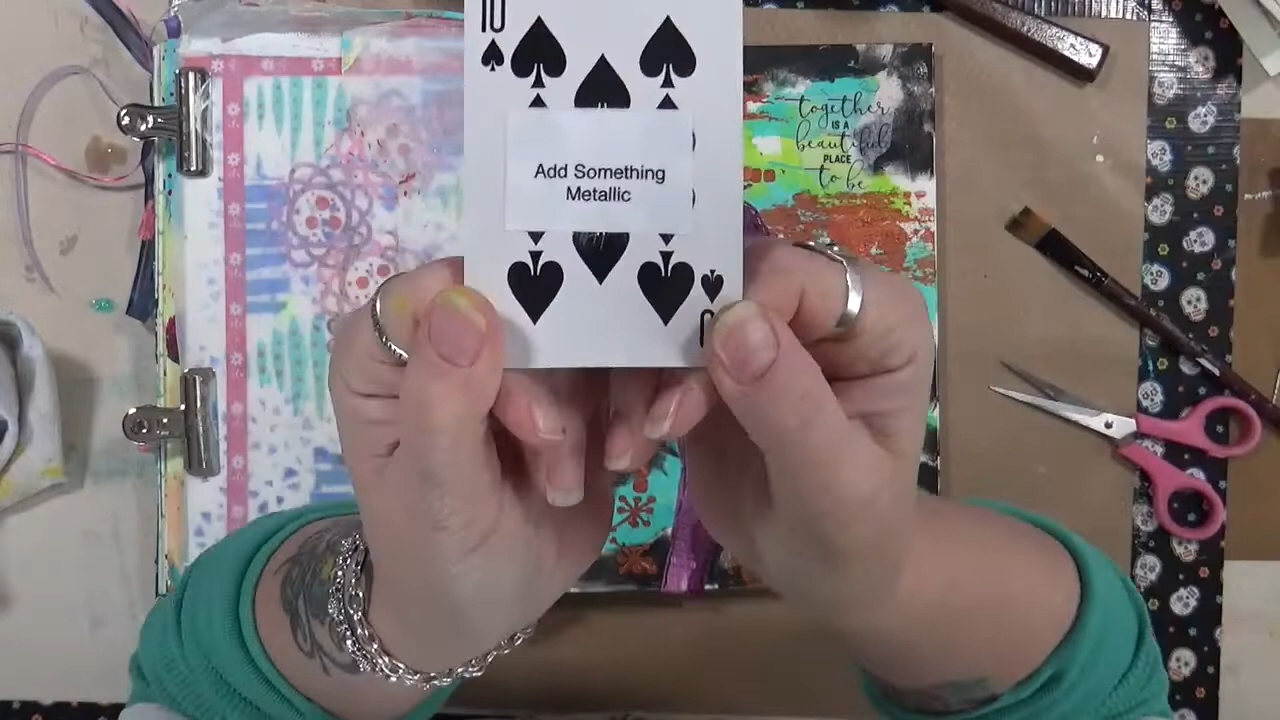 10
Add Something
Metallic
together
IS A
beautiful
PLACE
to be